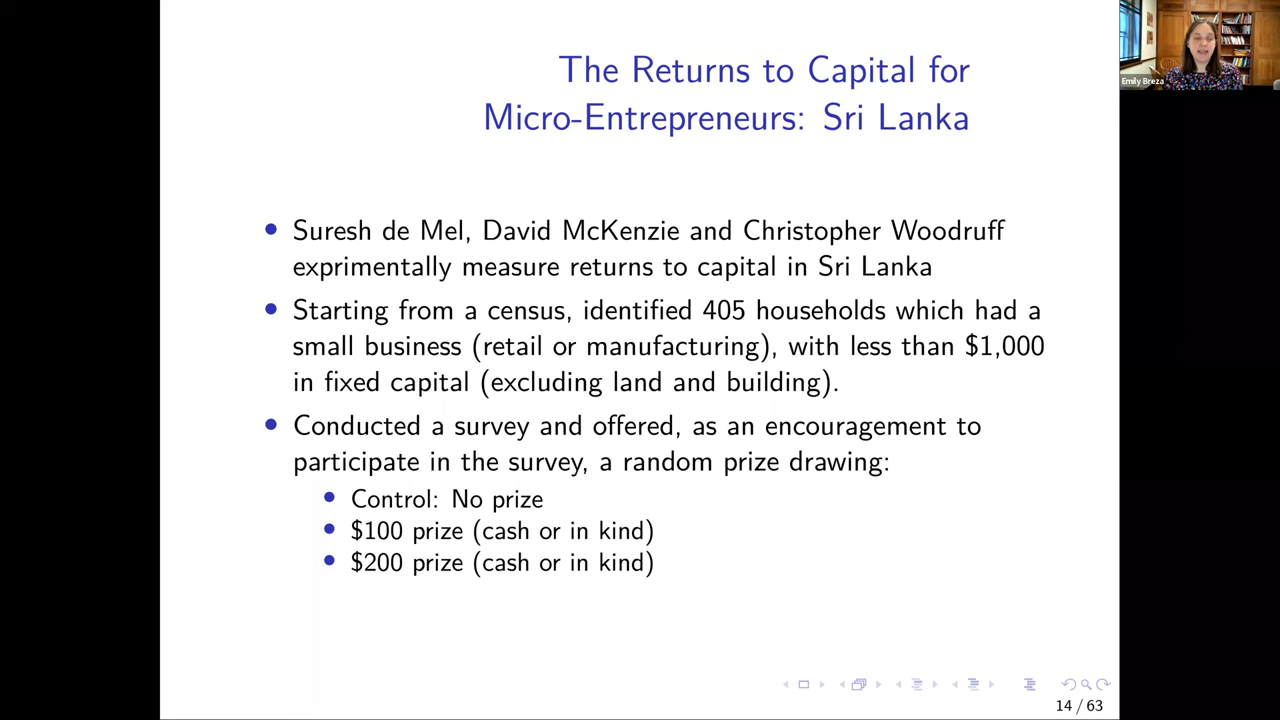 The Returns to Capital for
Micro-Entrepreneurs: Sri Lanka
Emily Breza
• Suresh de Mel, David McKenzie and Christopher Woodruff
exprimentally measure returns to capital in Sri Lanka
• Starting from a census, identified 405 households which had a
small business (retail or manufacturing), with less than $1,000
in fixed capital (excluding land and building).
• Conducted a survey and offered, as an encouragement to
participate in the survey, a random prize drawing:
• Control: No prize
• $100 prize (cash or in kind)
• $200 prize (cash or in kind)
14 / 63